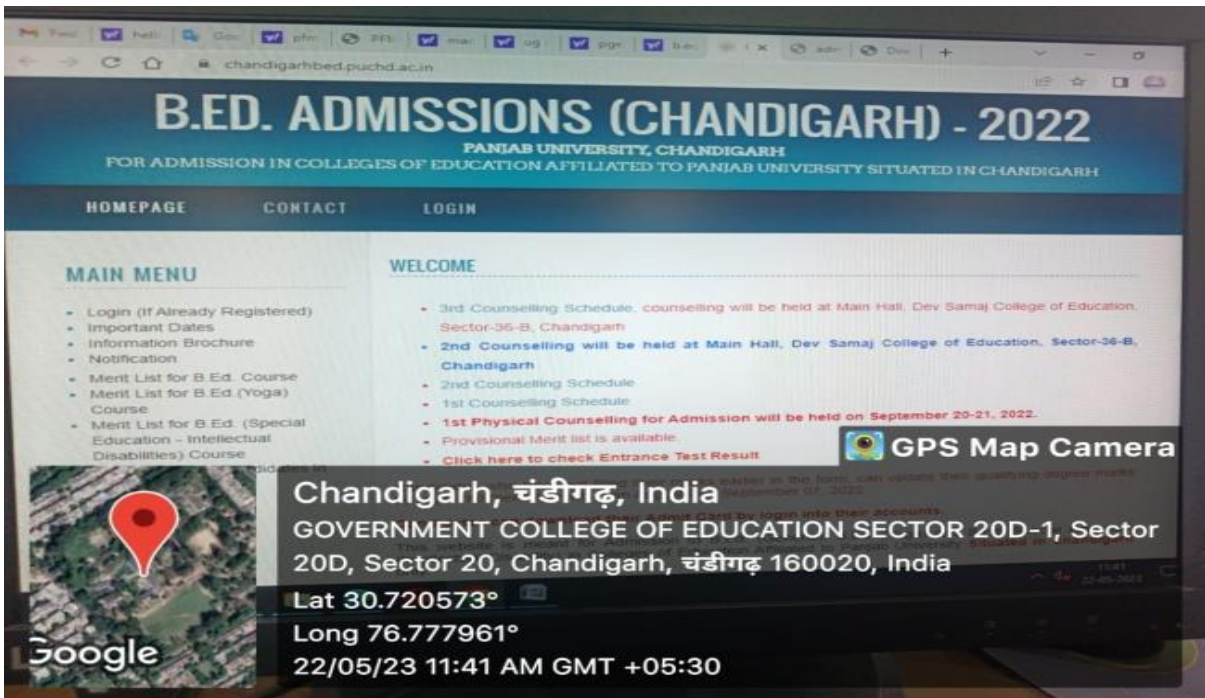 chandigarhbed.puchd.ac.in
B.ED. ADMISSIONS (CHANDIGARH) - 2022
PANJAB UNIVERSITY, CHANDIGARH
FOR ADMISSION IN COLLEGES OF EDUCATION AFFILIATED TO PANJAB UNIVERSITY SITUATED IN CHANDIGARH
HOMEPAGE CONTACT LOGIN
MAIN MENU
Login (If Already Registered)
Important Dates
Information Brochure
Notification
Merit List for B.Ed. Course
Merit List for B.Ed.(Yoga)
Course
Merit List for B.Ed. (Special
Education - Intellectual
Disabilities) Course
WELCOME
3rd Counselling Schedule, counselling will be held at Main Hall, Dev Samaj College of Education,
Sector-36-B, Chandigarh
2nd Counselling will be held at Main Hall, Dev Samaj College of Education, Sector-36-B,
Chandigarh
2nd Counselling Schedule
1st Counselling Schedule
1st Physical Counselling for Admission will be held on September 20-21, 2022.
Provisional Merit list is available.
Click here to check Entrance Test Result
GPS Map Camera
Chandigarh, चंडीगढ़, India
GOVERNMENT COLLEGE OF EDUCATION SECTOR 20D-1, Sector
20D, Sector 20, Chandigarh, चंडीगढ़ 160020, India
Lat 30.720573°
Long 76.777961°
22/05/23 11:41 AM GMT +05:30
Google
11:41
22-05-2023